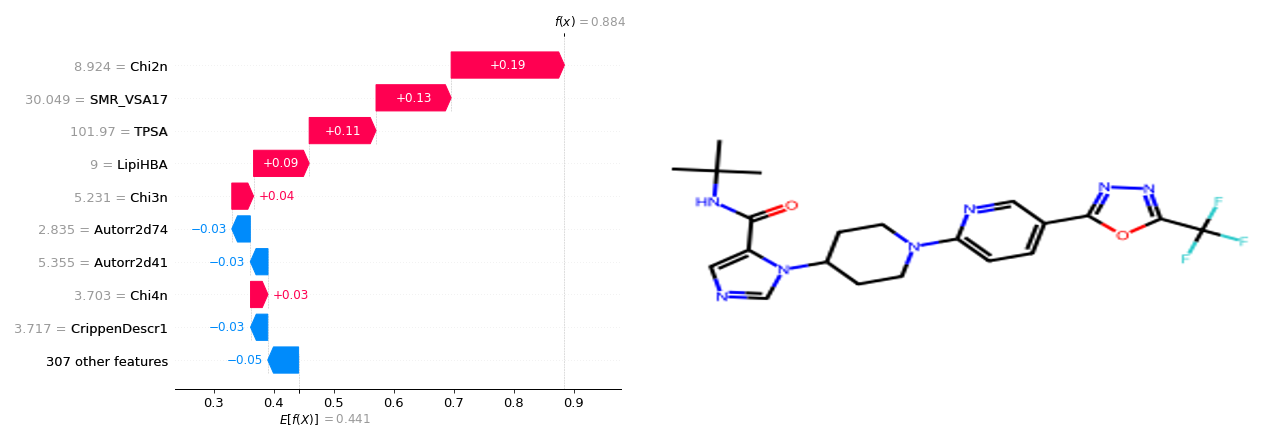 f(x) = 0.884
8.924 = Chi2n
+0.19
30.049 = SMR_VSA17
+0.13
101.97 = TPSA
+0.11
9 = LipiHBA
+0.09
5.231 = Chi3n
+0.04
2.835 = Autorr2d74
−0.03
5.355 = Autorr2d41
−0.03
3.703 = Chi4n
+0.03
3.717 = CrippenDescr1
−0.03
307 other features
−0.05
0.3 0.4 0.5 0.6 0.7 0.8 0.9
E[f(X)] = 0.441
HN
O
N
N
N
N
N
N
O
F
F
F
N